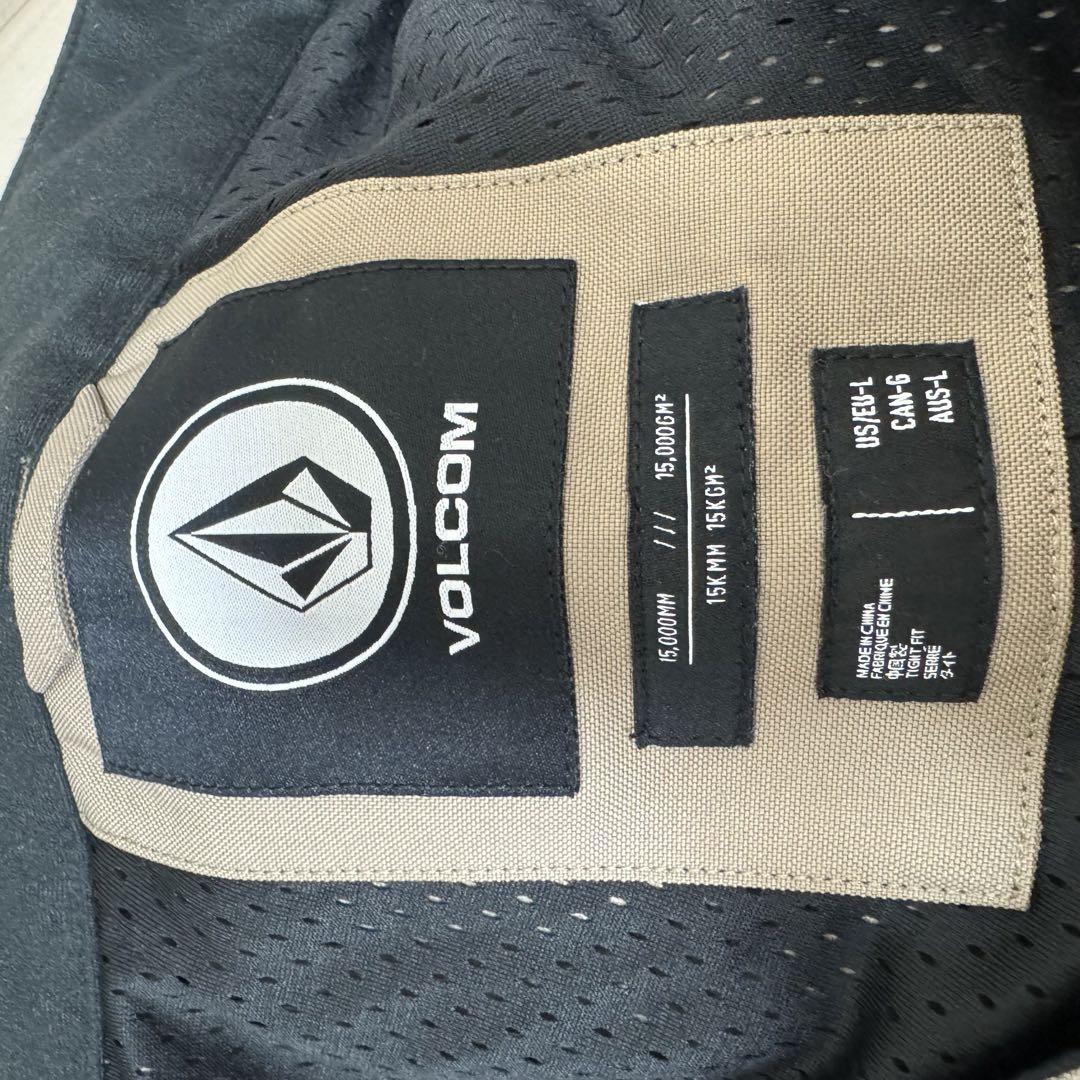 VOLCOM
15,000MM /// 15,000GM²
15KMM 15KGM²
MADE IN CHINA
FABRIQUE EN CHINE
中国製
TIGHT FIT
SERRÉ
タイト
US/EU-L
CAN-G
AUS-L